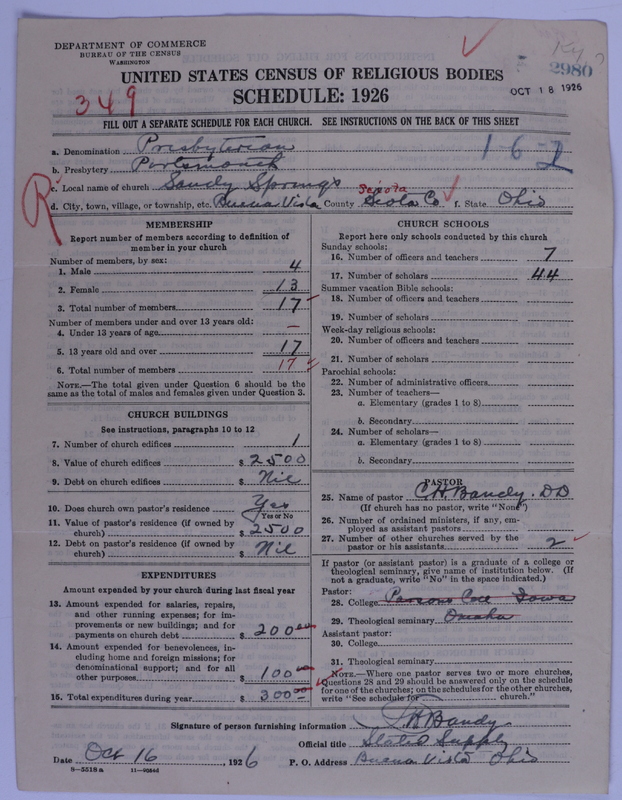 DEPARTMENT OF COMMERCE
BUREAU OF THE CENSUS
WASHINGTON
Ky
2980
UNITED STATES CENSUS OF RELIGIOUS BODIES
OCT 18 1926
349
SCHEDULE: 1926
FILL OUT A SEPARATE SCHEDULE FOR EACH CHURCH. SEE INSTRUCTIONS ON THE BACK OF THIS SHEET
a. Denomination Presbyterian
1 6 - 2
b. Presbytery Portsmouth
c. Local name of church Sandy Springs
Scioto
R
d. City, town, village, or township, etc. Buena Vista County Siota Co. f. State Ohio
MEMBERSHIP
Report number of members according to definition of
member in your church
Number of members, by sex:
1. Male 4
2. Female 13
3. Total number of members 17
Number of members under and over 13 years old:
4. Under 13 years of age —
5. 13 years old and over 17
6. Total number of members 17
NOTE.—The total given under Question 6 should be the
same as the total of males and females given under Question 3.
CHURCH BUILDINGS
See instructions, paragraphs 10 to 12
7. Number of church edifices 1
8. Value of church edifices $ 2500
9. Debt on church edifices $ Nil
10. Does church own pastor's residence Yes
Yes or No
11. Value of pastor's residence (if owned by
church) $ 2500
12. Debt on pastor's residence (if owned by
church) $ Nil
EXPENDITURES
Amount expended by your church during last fiscal year
13. Amount expended for salaries, repairs,
and other running expenses; for im-
provements or new buildings; and for
payments on church debt $ 200 00
14. Amount expended for benevolences, in-
cluding home and foreign missions; for
denominational support; and for all
other purposes $ 100 00
15. Total expenditures during year $ 300 00
CHURCH SCHOOLS
Report here only schools conducted by this church
Sunday schools:
16. Number of officers and teachers 7
17. Number of scholars 44
Summer vacation Bible schools:
18. Number of officers and teachers
19. Number of scholars
Week-day religious schools:
20. Number of officers and teachers
21. Number of scholars
Parochial schools:
22. Number of administrative officers
23. Number of teachers—
a. Elementary (grades 1 to 8)
b. Secondary
24. Number of scholars—
a. Elementary (grades 1 to 8)
b. Secondary
PASTOR
25. Name of pastor C.H. Bandy. DD
(If church has no pastor, write "None")
26. Number of ordained ministers, if any, em-
ployed as assistant pastors
27. Number of other churches served by the
pastor or his assistants 2
If pastor (or assistant pastor) is a graduate of a college or
theological seminary, give name of institution below. (If
not a graduate, write "No" in the space indicated.)
Pastor:
28. College Parsons Col Iowa
29. Theological seminary Omaha
Assistant pastor:
30. College
31. Theological seminary
NOTE.—Where one pastor serves two or more churches,
Questions 28 and 29 should be answered only on the schedule
for one of the churches; on the schedules for the other churches,
write "See schedule for church."
Signature of person furnishing information C H Bandy
Official title Stated Supply
Date Oct 16, 1926 P. O. Address Buena Vista Ohio
8—5518 a